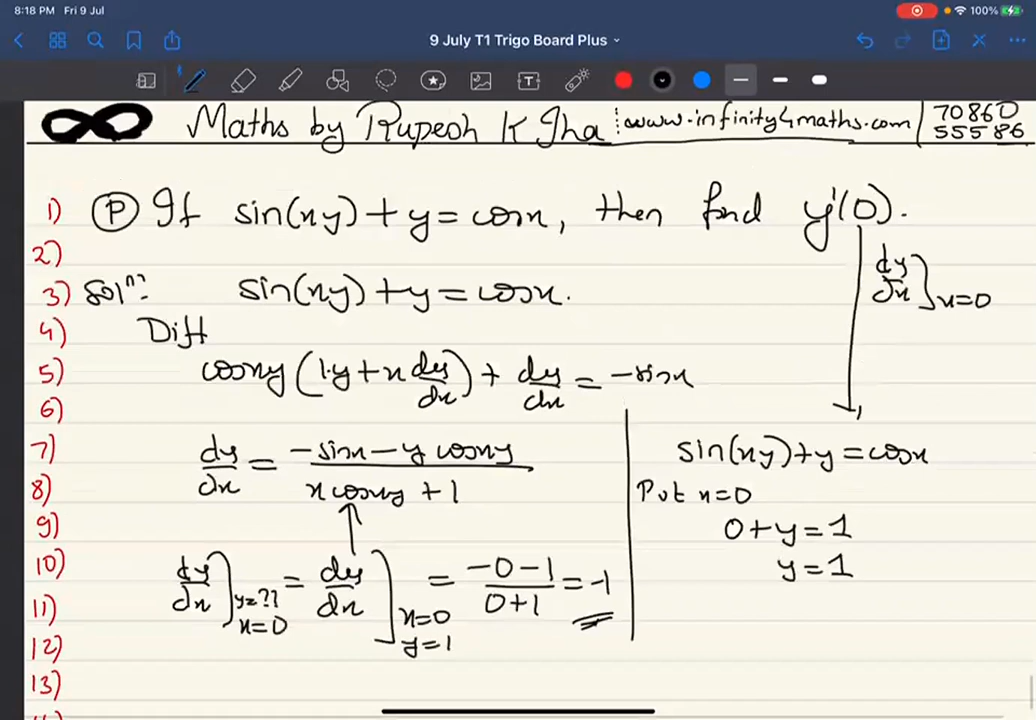 8:18 PM Fri 9 Jul
100%
9 July T1 Trigo Board Plus
Maths by Rupesh K Jha www.infinity4maths.com 70860 55586
1) (P) If sin(xy) + y = cosx, then find y'(0).
2)
dy/dx]x=0
3) Solⁿ: sin(xy) + y = cosx.
4) Diff
5) cosxy (1.y + x dy/dx) + dy/dx = -sinx
6)
7) 8) dy/dx = (-sinx - y cosxy)/(x cosxy + 1)
9)
10) 11) dy/dx]y=?? x=0 = dy/dx]x=0 y=1 = (-0-1)/(0+1) = -1
12)
13)
sin(xy) + y = cosx
Put x=0
0 + y = 1
y = 1